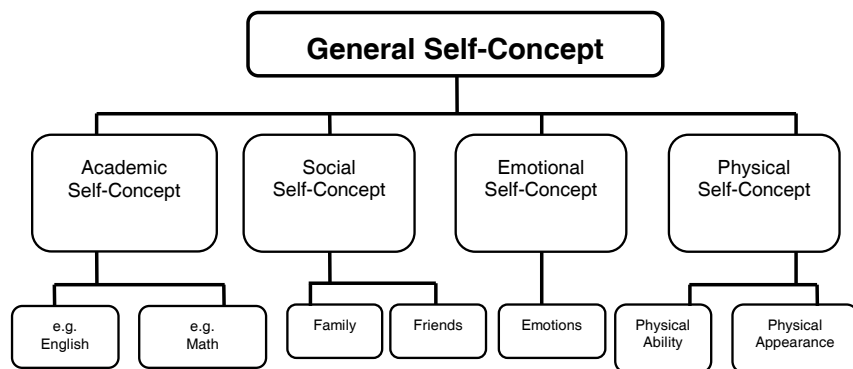 General Self-Concept
Academic
Self-Concept
Social
Self-Concept
Emotional
Self-Concept
Physical
Self-Concept
e.g.
English
e.g.
Math
Family
Friends
Emotions
Physical
Ability
Physical
Appearance